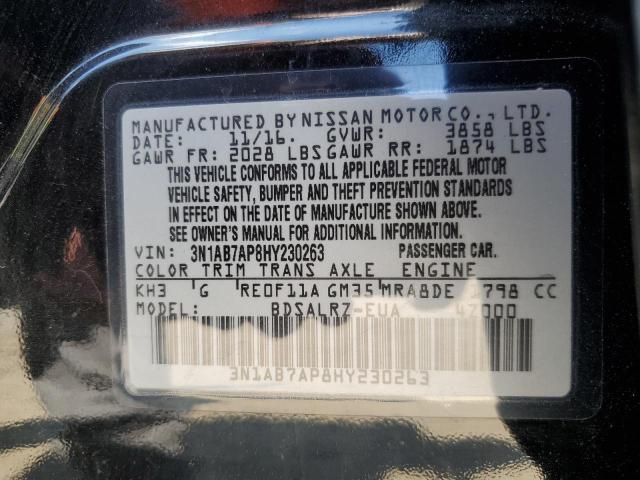 MANUFACTURED BY NISSAN MOTOR CO., LTD.
DATE: 11/16. GVWR: 3858 LBS
GAWR FR: 2028 LBS GAWR RR: 1874 LBS
THIS VEHICLE CONFORMS TO ALL APPLICABLE FEDERAL MOTOR
VEHICLE SAFETY, BUMPER AND THEFT PREVENTION STANDARDS
IN EFFECT ON THE DATE OF MANUFACTURE SHOWN ABOVE.
SEE OWNER'S MANUAL FOR ADDITIONAL INFORMATION.
VIN: 3N1AB7AP8HY230263 PASSENGER CAR.
COLOR TRIM TRANS AXLE ENGINE
KH3 'G 'RE0F11A GM35 MRA8DE 1798 CC
MODEL: BDSALRZ-EUA 47000
3N1AB7AP8HY230263